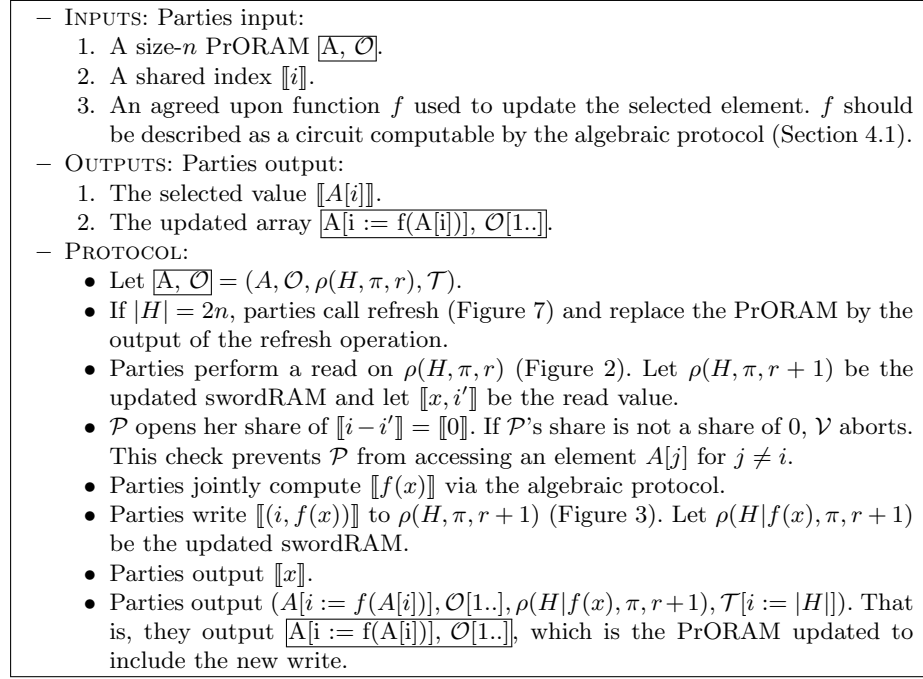 – INPUTS: Parties input:
1. A size-n PrORAM A, 𝒪.
2. A shared index ⟦i⟧.
3. An agreed upon function f used to update the selected element. f should
be described as a circuit computable by the algebraic protocol (Section 4.1).
– OUTPUTS: Parties output:
1. The selected value ⟦A[i]⟧.
2. The updated array A[i := f(A[i])], 𝒪[1..].
– PROTOCOL:
• Let A, 𝒪 = (A, 𝒪, ρ(H, π, r), 𝒯).
• If |H| = 2n, parties call refresh (Figure 7) and replace the PrORAM by the
output of the refresh operation.
• Parties perform a read on ρ(H, π, r) (Figure 2). Let ρ(H, π, r + 1) be the
updated swordRAM and let ⟦x, i′⟧ be the read value.
• 𝒫 opens her share of ⟦i − i′⟧ = ⟦0⟧. If 𝒫's share is not a share of 0, 𝒱 aborts.
This check prevents 𝒫 from accessing an element A[j] for j ≠ i.
• Parties jointly compute ⟦f(x)⟧ via the algebraic protocol.
• Parties write ⟦(i, f(x))⟧ to ρ(H, π, r + 1) (Figure 3). Let ρ(H|f(x), π, r + 1)
be the updated swordRAM.
• Parties output ⟦x⟧.
• Parties output (A[i := f(A[i])], 𝒪[1..], ρ(H|f(x), π, r+1), 𝒯[i := |H|]). That
is, they output A[i := f(A[i])], 𝒪[1..], which is the PrORAM updated to
include the new write.